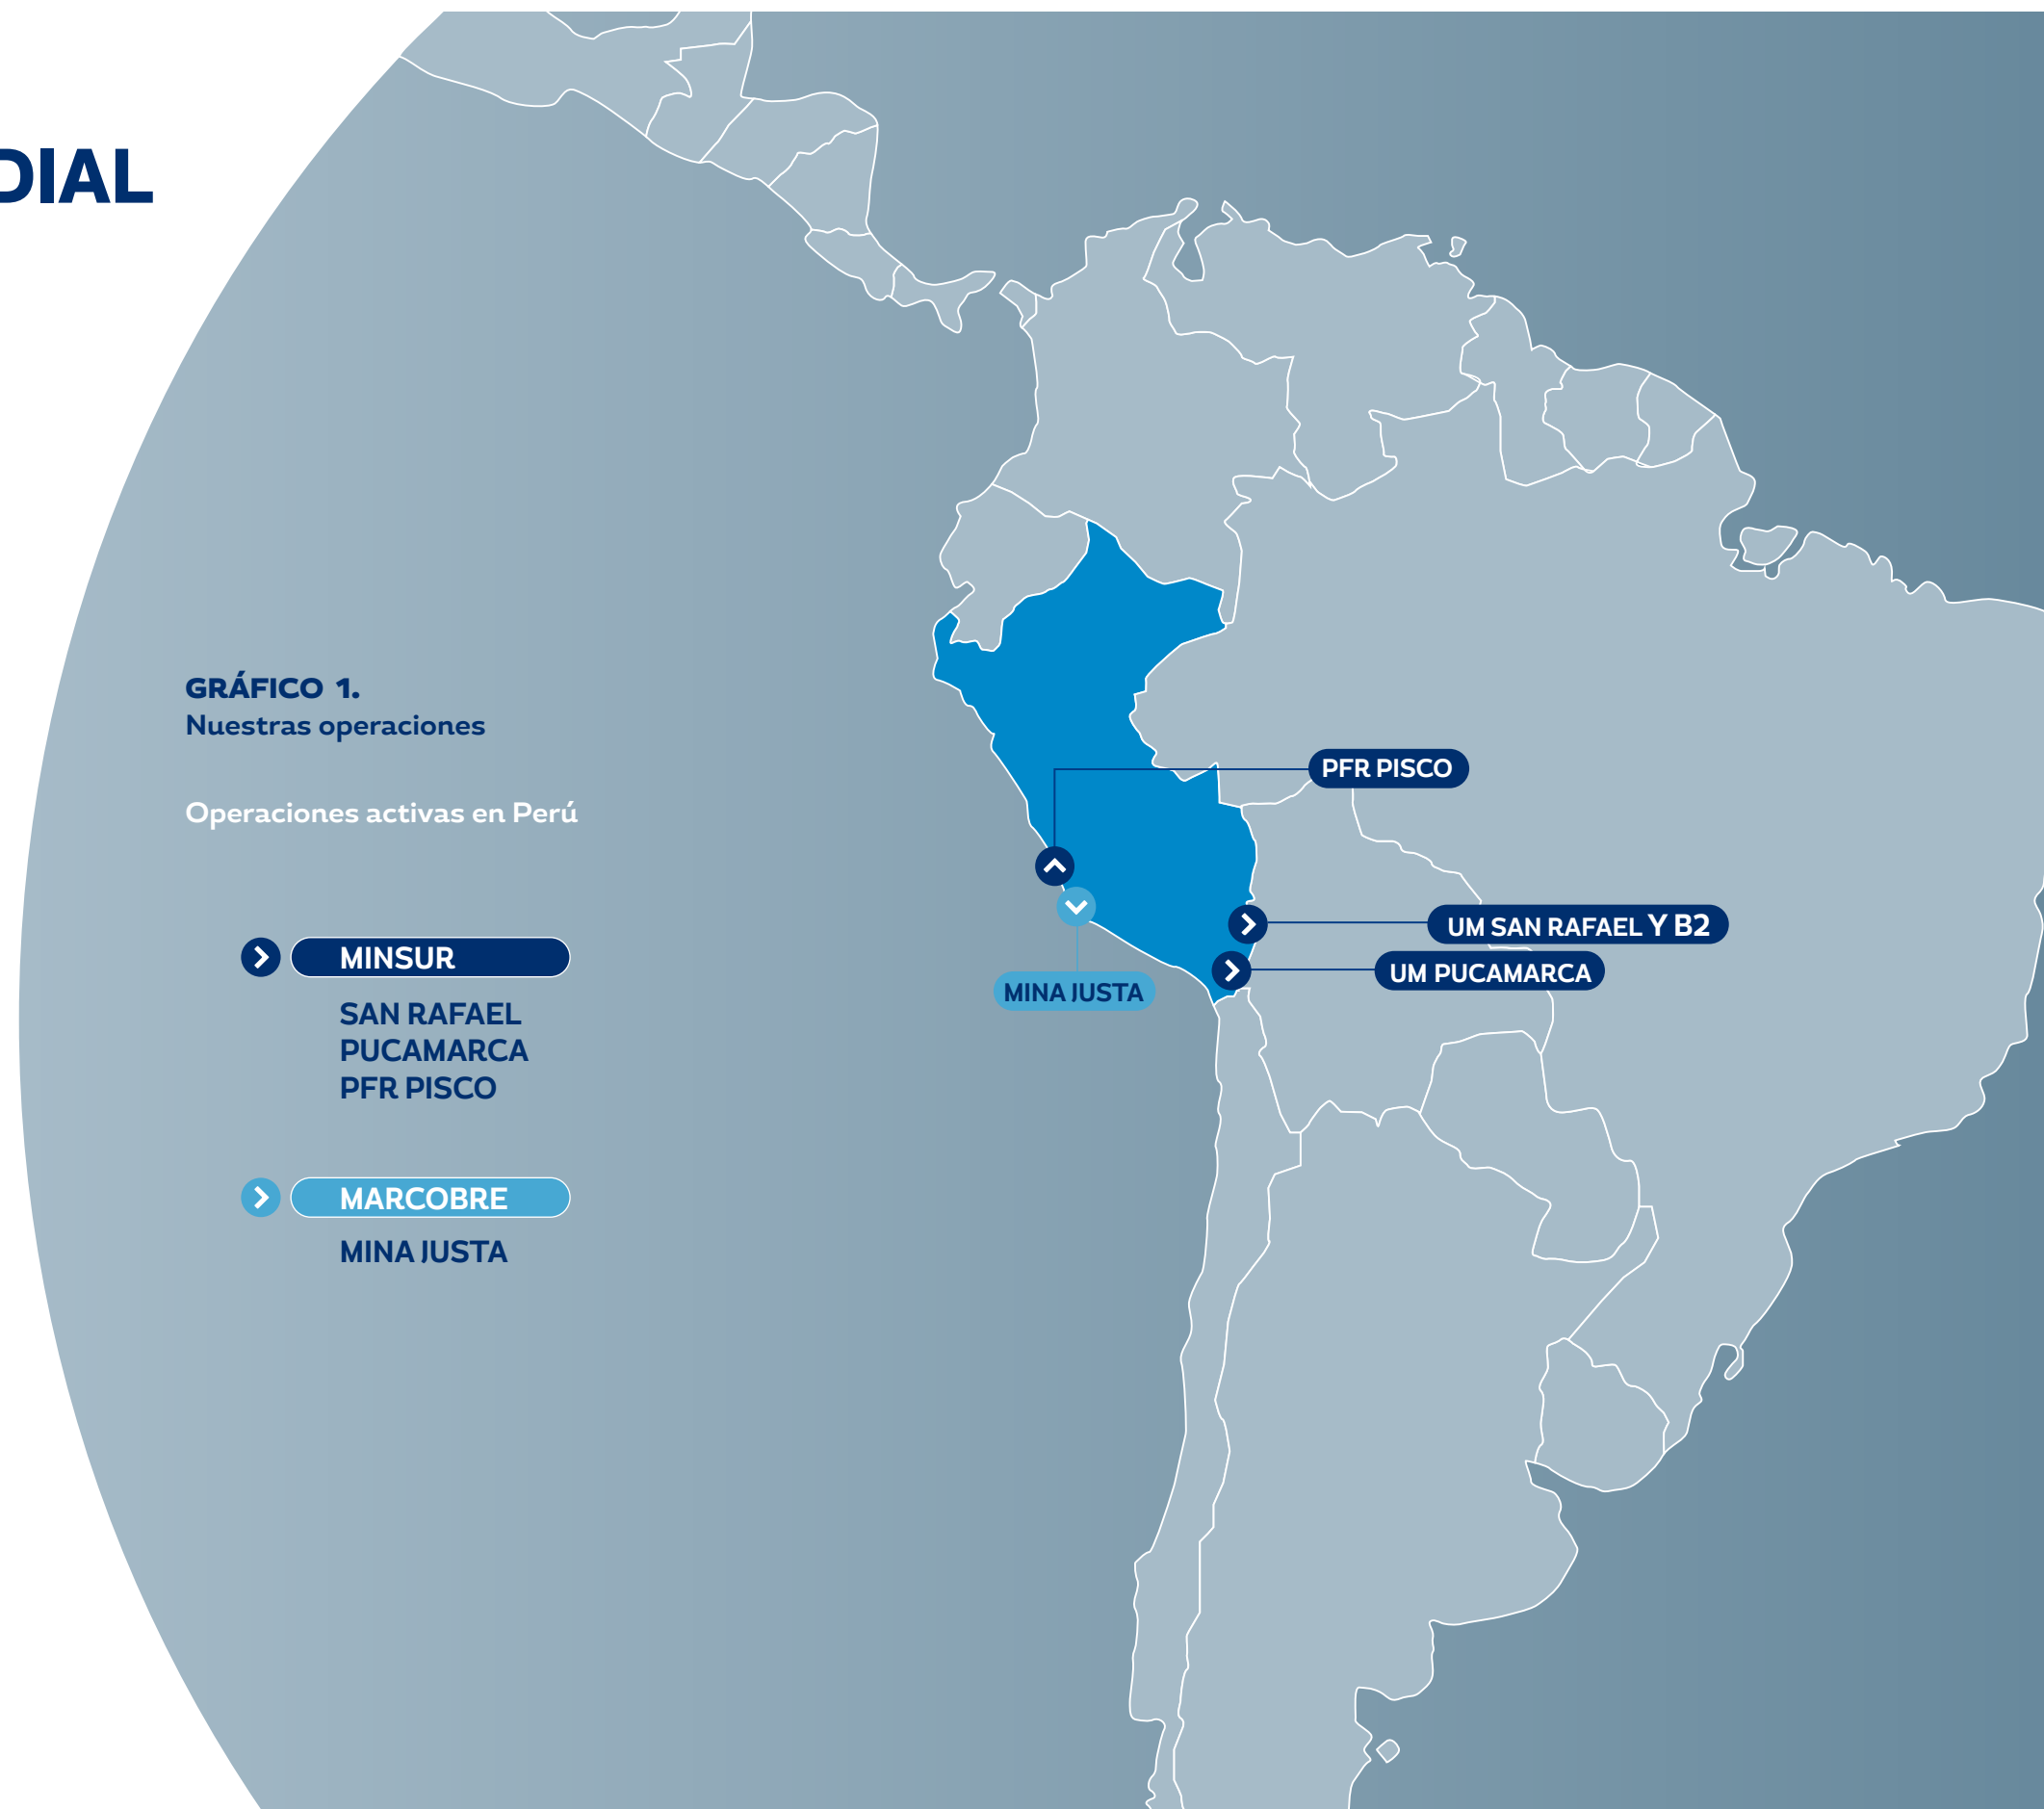 DIAL
GRÁFICO 1.
Nuestras operaciones
Operaciones activas en Perú
MINSUR
SAN RAFAEL
PUCAMARCA
PFR PISCO
MARCOBRE
MINA JUSTA
PFR PISCO
UM SAN RAFAEL Y B2
UM PUCAMARCA
MINA JUSTA